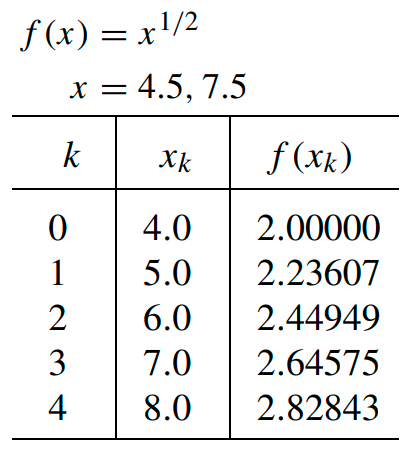 f(x) = x^{1/2}
x = 4.5, 7.5
k x_k f(x_k)
0 4.0 2.00000
1 5.0 2.23607
2 6.0 2.44949
3 7.0 2.64575
4 8.0 2.82843